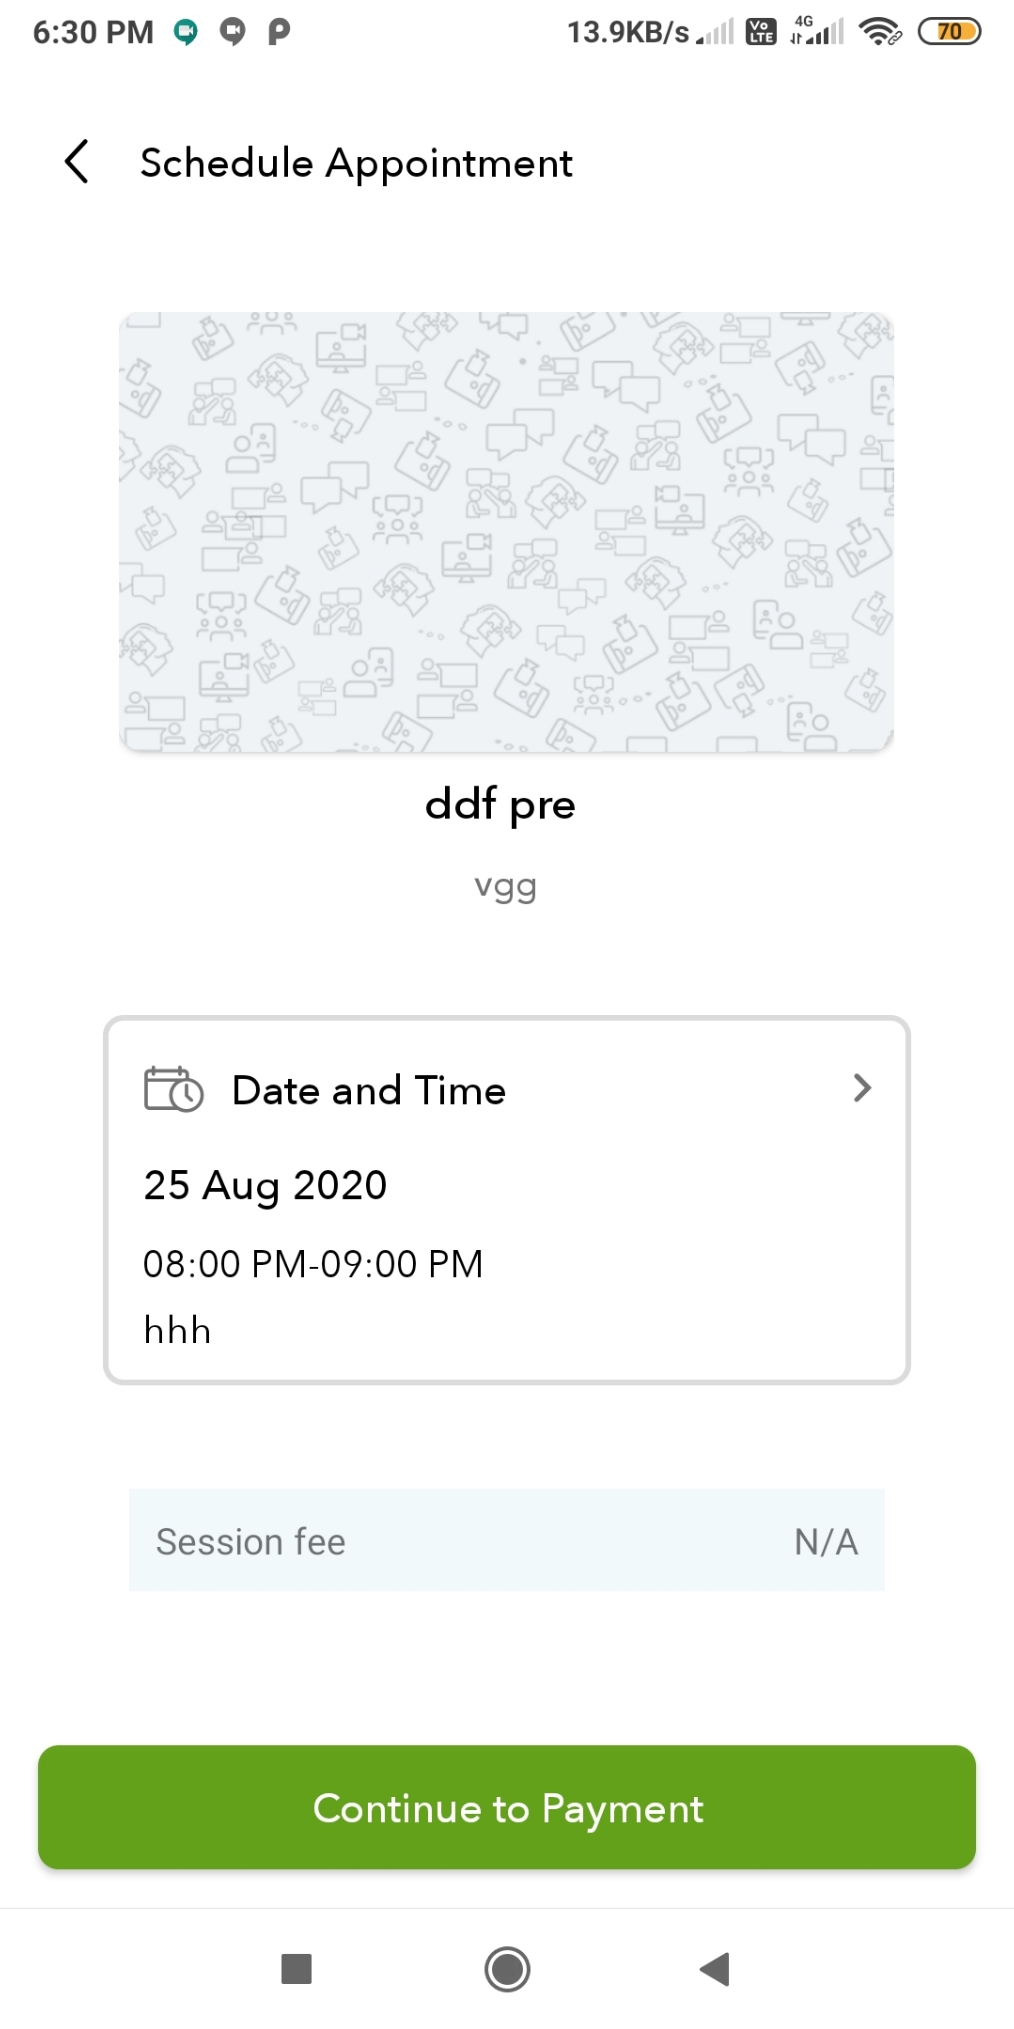 6:30 PM 13.9KB/s Vo LTE 4G 70
Schedule Appointment
ddf pre
vgg
Date and Time
25 Aug 2020
08:00 PM-09:00 PM
hhh
Session fee N/A
Continue to Payment